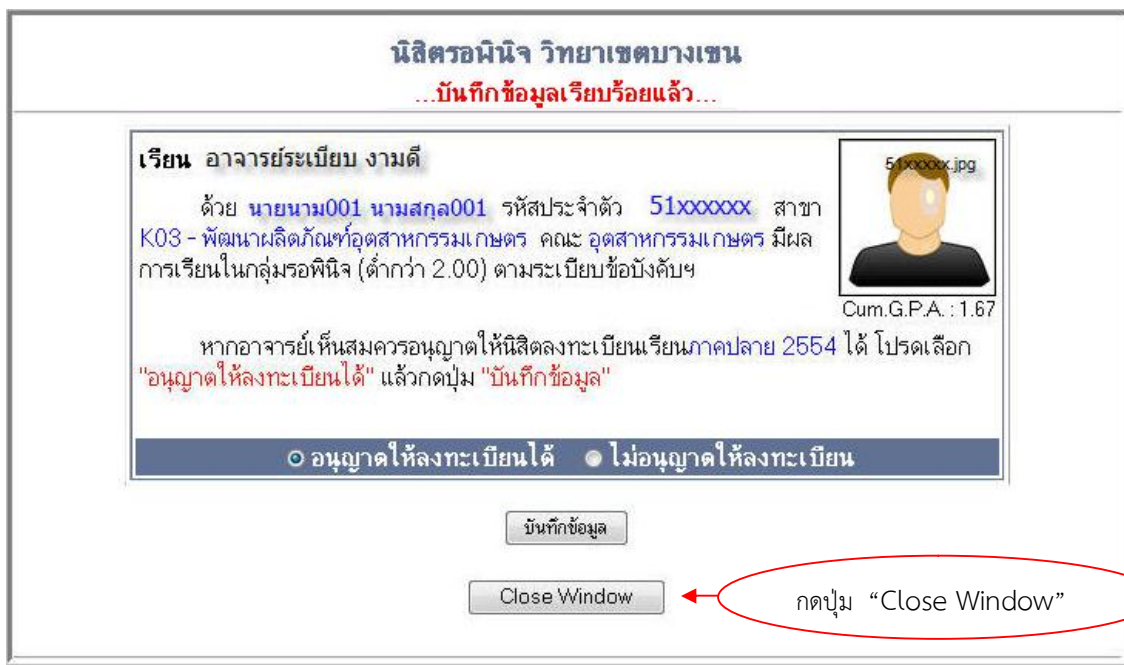 นิสิตรอพินิจ วิทยาเขตบางเขน
...บันทึกข้อมูลเรียบร้อยแล้ว...
เรียน อาจารย์ระเบียบ งามดี
51xxxxx.jpg
ด้วย นายนาม001 นามสกุล001 รหัสประจำตัว 51xxxxxx สาขา
K03 - พัฒนาผลิตภัณฑ์อุตสาหกรรมเกษตร คณะ อุตสาหกรรมเกษตร มีผล
การเรียนในกลุ่มรอพินิจ (ต่ำกว่า 2.00) ตามระเบียบข้อบังคับฯ
Cum.G.P.A. : 1.67
หากอาจารย์เห็นสมควรอนุญาตให้นิสิตลงทะเบียนเรียนภาคปลาย 2554 ได้ โปรดเลือก
"อนุญาตให้ลงทะเบียนได้" แล้วกดปุ่ม "บันทึกข้อมูล"
อนุญาตให้ลงทะเบียนได้ ไม่อนุญาตให้ลงทะเบียน
บันทึกข้อมูล
Close Window
กดปุ่ม “Close Window”